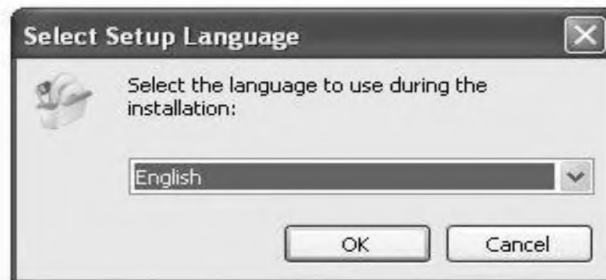 Select Setup Language
Select the language to use during the
installation:
English
OK
Cancel